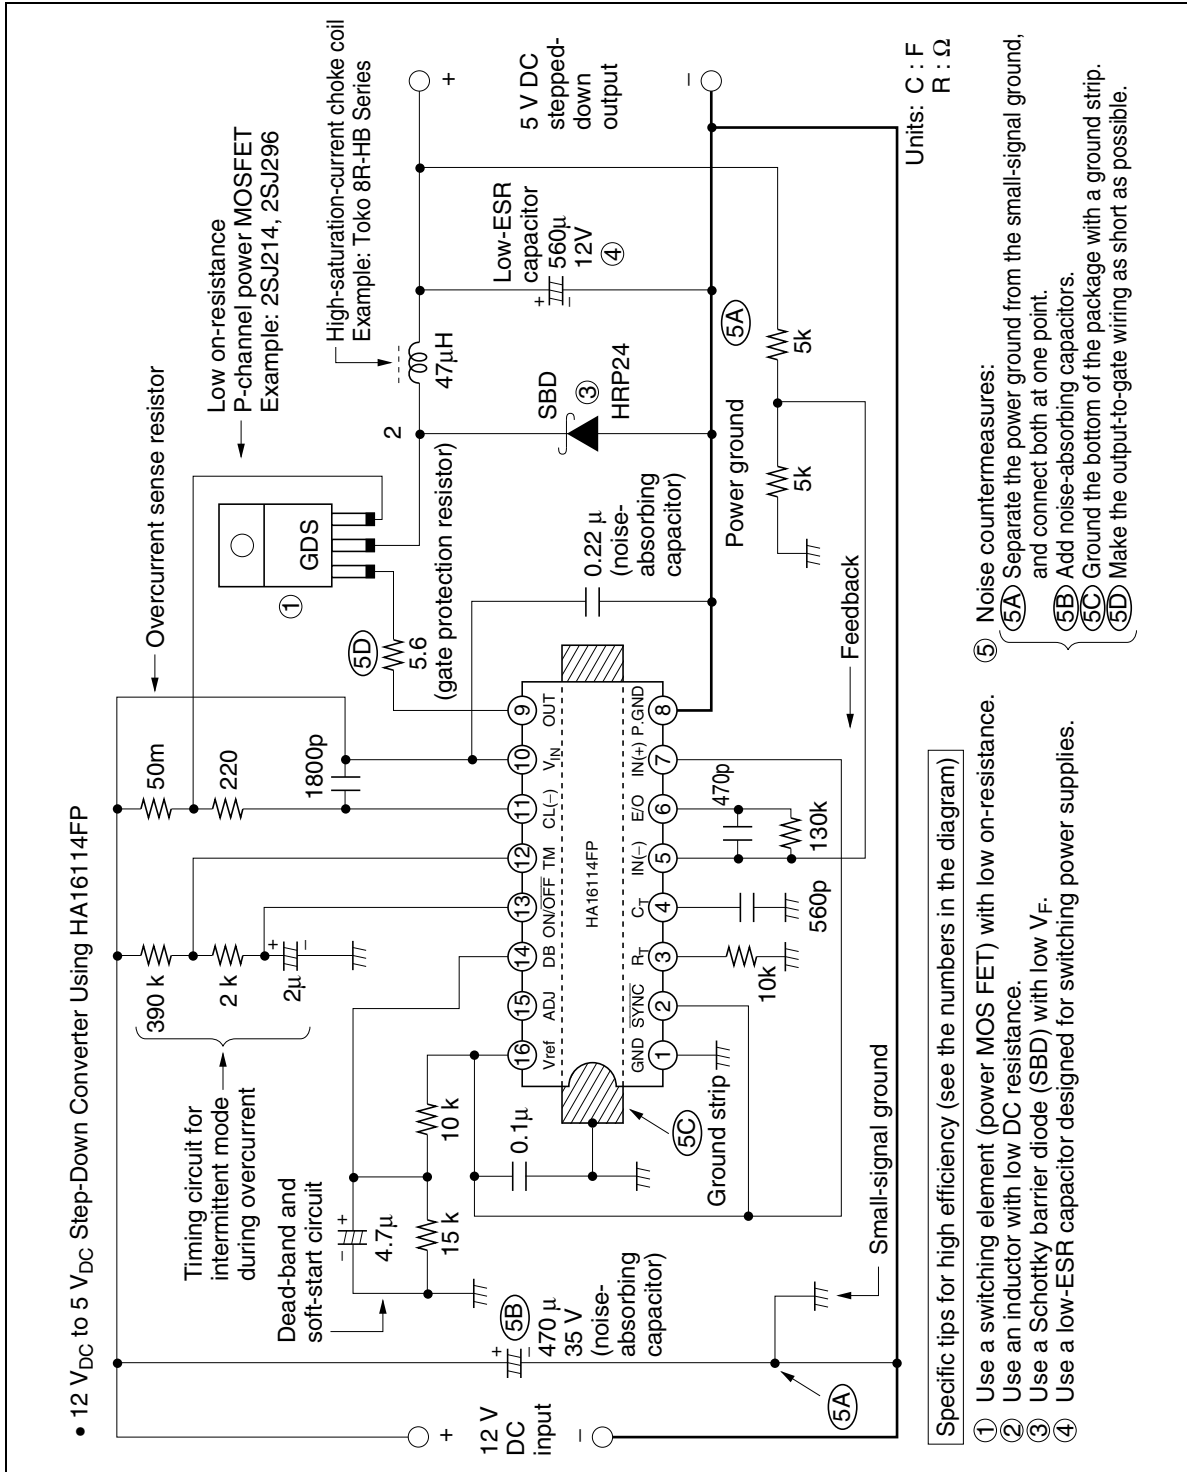 • 12 VDC to 5 VDC Step-Down Converter Using HA16114FP
Overcurrent sense resistor
Low on-resistance
P-channel power MOSFET
Example: 2SJ214, 2SJ296
High-saturation-current choke coil
Example: Toko 8R-HB Series
Timing circuit for
intermittent mode
during overcurrent
390 k
2 k
2μ
+
−
50m
220
1800p
①
GDS
2
47μH
+
5 V DC
stepped-
down
output
−
Dead-band and
soft-start circuit
+
−
4.7μ
15 k
10 k
0.1μ
5D
5.6
(gate protection resistor)
SBD
③
HRP24
Low-ESR
capacitor
560μ
12V
④
+
−
16
15
14
13
12
11
10
9
Vref
ADJ
DB
ON/OFF
TM
CL(−)
VIN
OUT
HA16114FP
GND
SYNC
RT
CT
IN(−)
E/O
IN(+)
P.GND
1
2
3
4
5
6
7
8
0.22 μ
(noise-
absorbing
capacitor)
Power ground
5A
5k
5k
5C
Ground strip
10k
560p
470p
130k
Feedback
12 V
DC
input
+
−
5B
+
−
470 μ
35 V
(noise-
absorbing
capacitor)
5A
Small-signal ground
Units: C : F
R : Ω
Specific tips for high efficiency (see the numbers in the diagram)
① Use a switching element (power MOS FET) with low on-resistance.
② Use an inductor with low DC resistance.
③ Use a Schottky barrier diode (SBD) with low VF.
④ Use a low-ESR capacitor designed for switching power supplies.
⑤ Noise countermeasures:
5A Separate the power ground from the small-signal ground,
and connect both at one point.
5B Add noise-absorbing capacitors.
5C Ground the bottom of the package with a ground strip.
5D Make the output-to-gate wiring as short as possible.